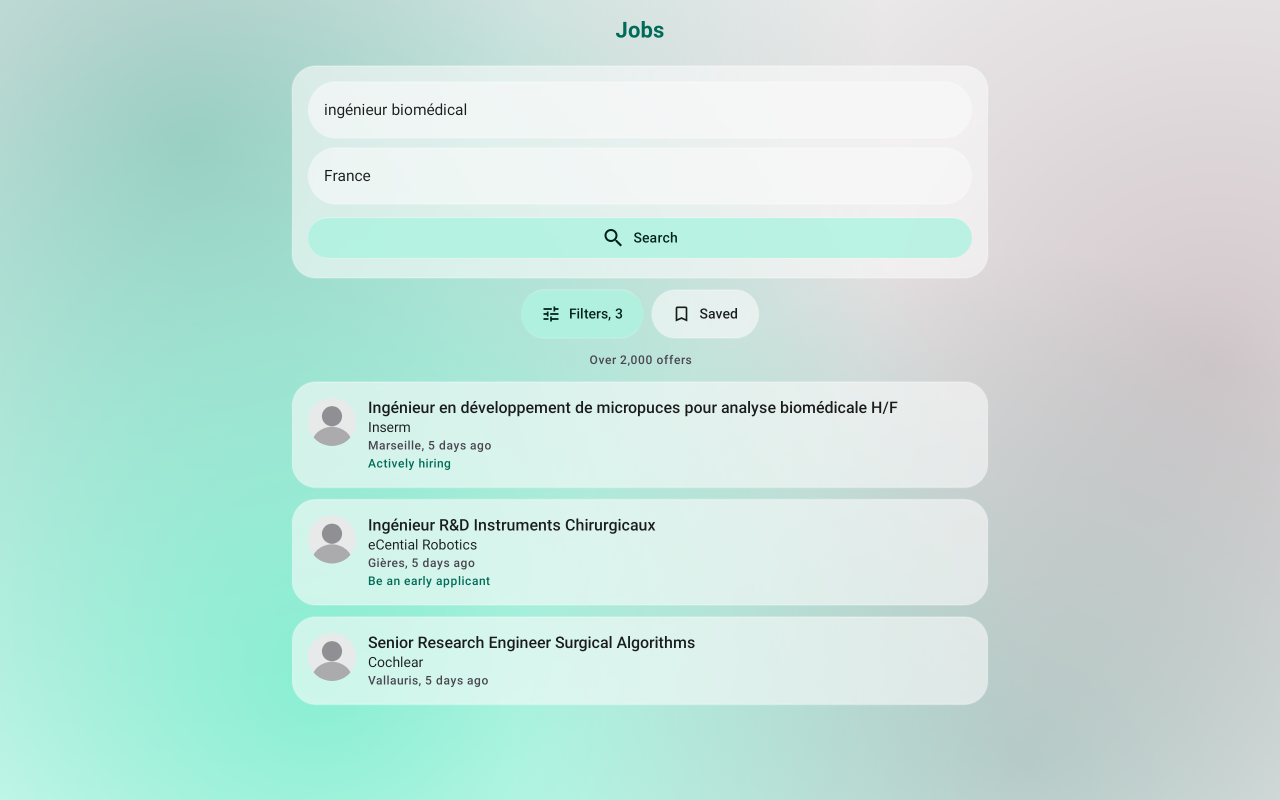 Jobs
ingénieur biomédical
France
Search
Filters, 3
Saved
Over 2,000 offers
Ingénieur en développement de micropuces pour analyse biomédicale H/F
Inserm
Marseille, 5 days ago
Actively hiring
Ingénieur R&D Instruments Chirurgicaux
eCential Robotics
Gières, 5 days ago
Be an early applicant
Senior Research Engineer Surgical Algorithms
Cochlear
Vallauris, 5 days ago